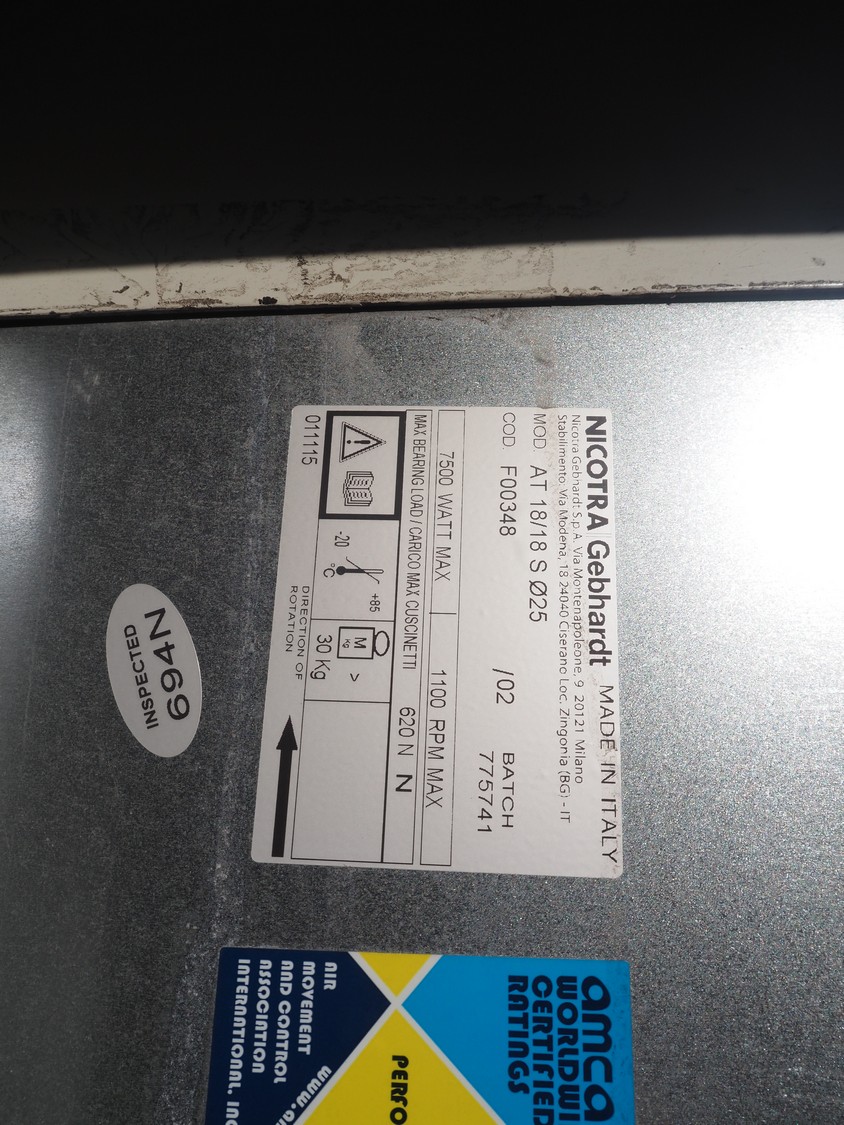 NICOTRA Gebhardt MADE IN ITALY
Nicotra Gebhardt S.p.A. Via Montenapoleone, 9 20121 Milano
Stabilimento: Via Modena, 18 24040 Ciserano Loc. Zingonia (BG) - IT
MOD. AT 18/18 S Ø25
COD. F00348 /02 BATCH
775741
7500 WATT MAX 1100 RPM MAX
MAX BEARING LOAD / CARICO MAX CUSCINETTI 620 N N
-20 °C +85
M
Kg
>
30 Kg
011115
DIRECTION OF
ROTATION
INSPECTED
694N
amca
WORLDWI
CERTIFIED
RATINGS
PERFO
AIR
MOVEMENT
AND CONTROL
ASSOCIATION
INTERNATIONAL, INC
www.a